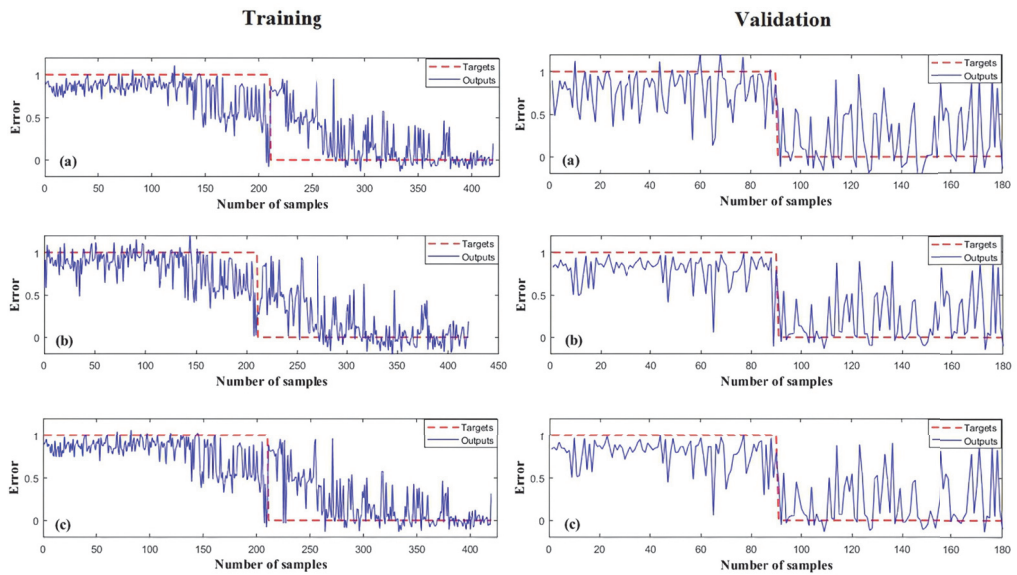 Training
Validation
Targets
Outputs
Error
1
0.5
0
(a)
0 50 100 150 200 250 300 350 400
Number of samples
Targets
Outputs
Error
1
0.5
0
(a)
0 20 40 60 80 100 120 140 160 180
Number of samples
Targets
Outputs
Error
1
0.5
0
(b)
0 50 100 150 200 250 300 350 400 450
Number of samples
Targets
Outputs
Error
1
0.5
0
(b)
0 20 40 60 80 100 120 140 160 180
Number of samples
Targets
Outputs
Error
1
0.5
0
(c)
0 50 100 150 200 250 300 350 400
Number of samples
Targets
Outputs
Error
1
0.5
0
(c)
0 20 40 60 80 100 120 140 160 180
Number of samples